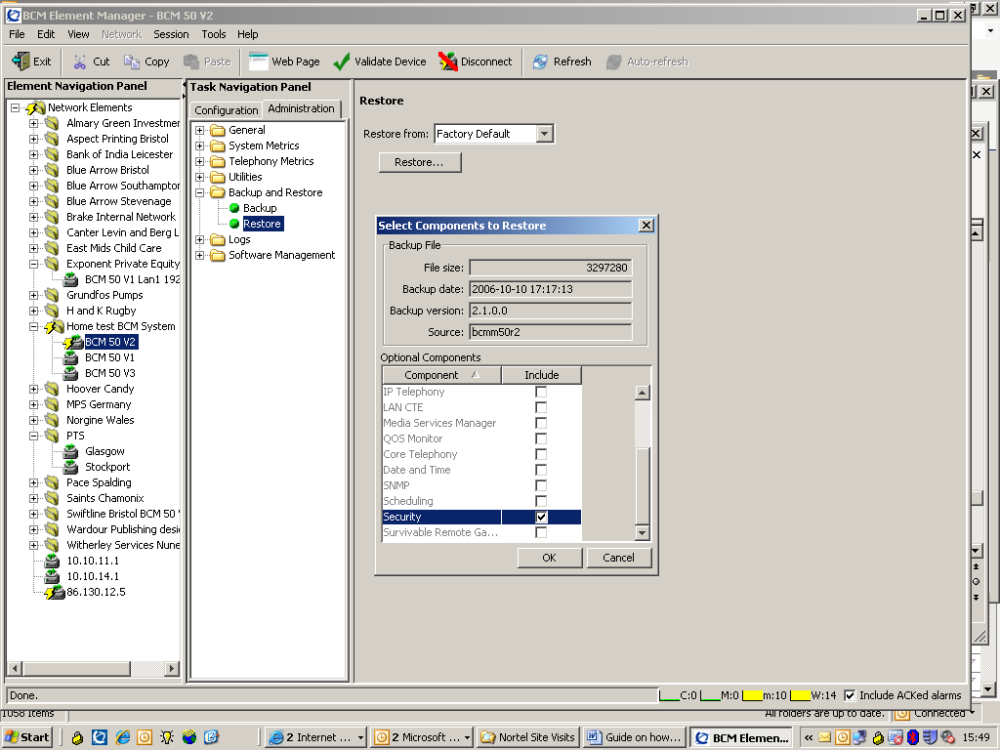 BCM Element Manager - BCM 50 V2
File Edit View Network Session Tools Help
Exit Cut Copy Paste Web Page Validate Device Disconnect Refresh Auto-refresh
Element Navigation Panel
Network Elements
Almary Green Investmer
Aspect Printing Bristol
Bank of India Leicester
Blue Arrow Bristol
Blue Arrow Southamptor
Blue Arrow Stevenage
Brake Internal Network
Canter Levin and Berg L
East Mids Child Care
Exponent Private Equity
BCM 50 V1 Lan1 192
Grundfos Pumps
H and K Rugby
Home test BCM System
BCM 50 V2
BCM 50 V1
BCM 50 V3
Hoover Candy
MPS Germany
Norgine Wales
PTS
Glasgow
Stockport
Pace Spalding
Saints Chamonix
Swiftline Bristol BCM 50
Wardour Publishing desi
Witherley Services Nune
10.10.11.1
10.10.14.1
86.130.12.5
Task Navigation Panel
Configuration Administration
General
System Metrics
Telephony Metrics
Utilities
Backup and Restore
Backup
Restore
Logs
Software Management
Restore
Restore from: Factory Default
Restore...
Select Components to Restore
Backup File
File size: 3297280
Backup date: 2006-10-10 17:17:13
Backup version: 2.1.0.0
Source: bcmm50r2
Optional Components
Component Include
IP Telephony
LAN CTE
Media Services Manager
QOS Monitor
Core Telephony
Date and Time
SNMP
Scheduling
Security
Survivable Remote Ga...
OK Cancel
Done. C:0 M:0 m:10 W:14 Include ACKed alarms
1058 Items All folders are up to date. Connected
Start 2 Internet ... 2 Microsoft ... Nortel Site Visits Guide on how... BCM Elemen... « 15:49